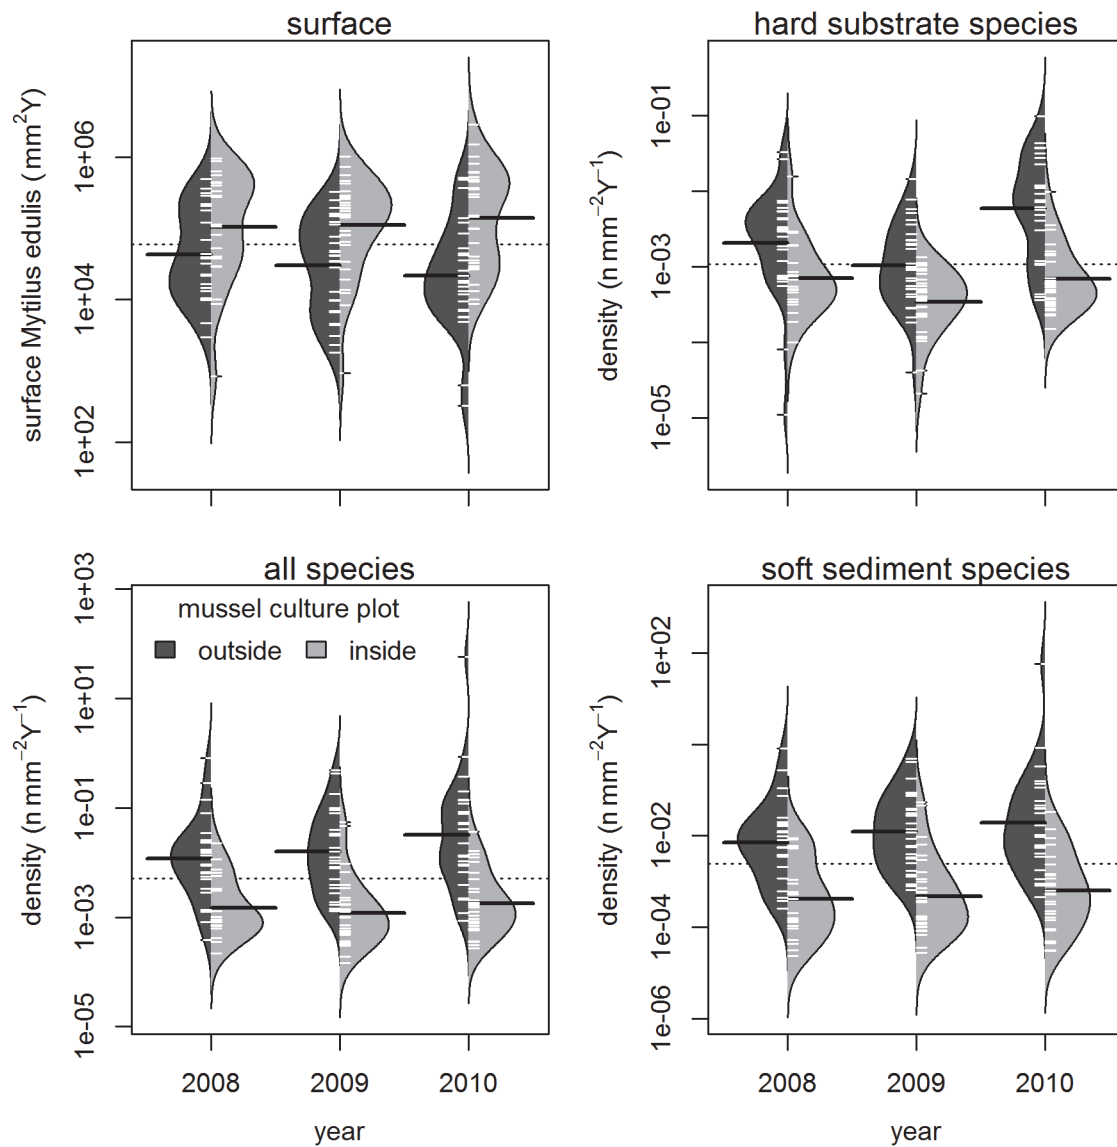 surface
surface Mytilus edulis ( mm²Y)
1e+06
1e+04
1e+02
hard substrate species
density (n mm⁻²Y⁻¹)
1e-01
1e-03
1e-05
all species
mussel culture plot
outside inside
density (n mm⁻²Y⁻¹)
1e+03
1e+01
1e-01
1e-03
1e-05
2008 2009 2010
year
soft sediment species
density (n mm⁻²Y⁻¹)
1e+02
1e-02
1e-04
1e-06
2008 2009 2010
year